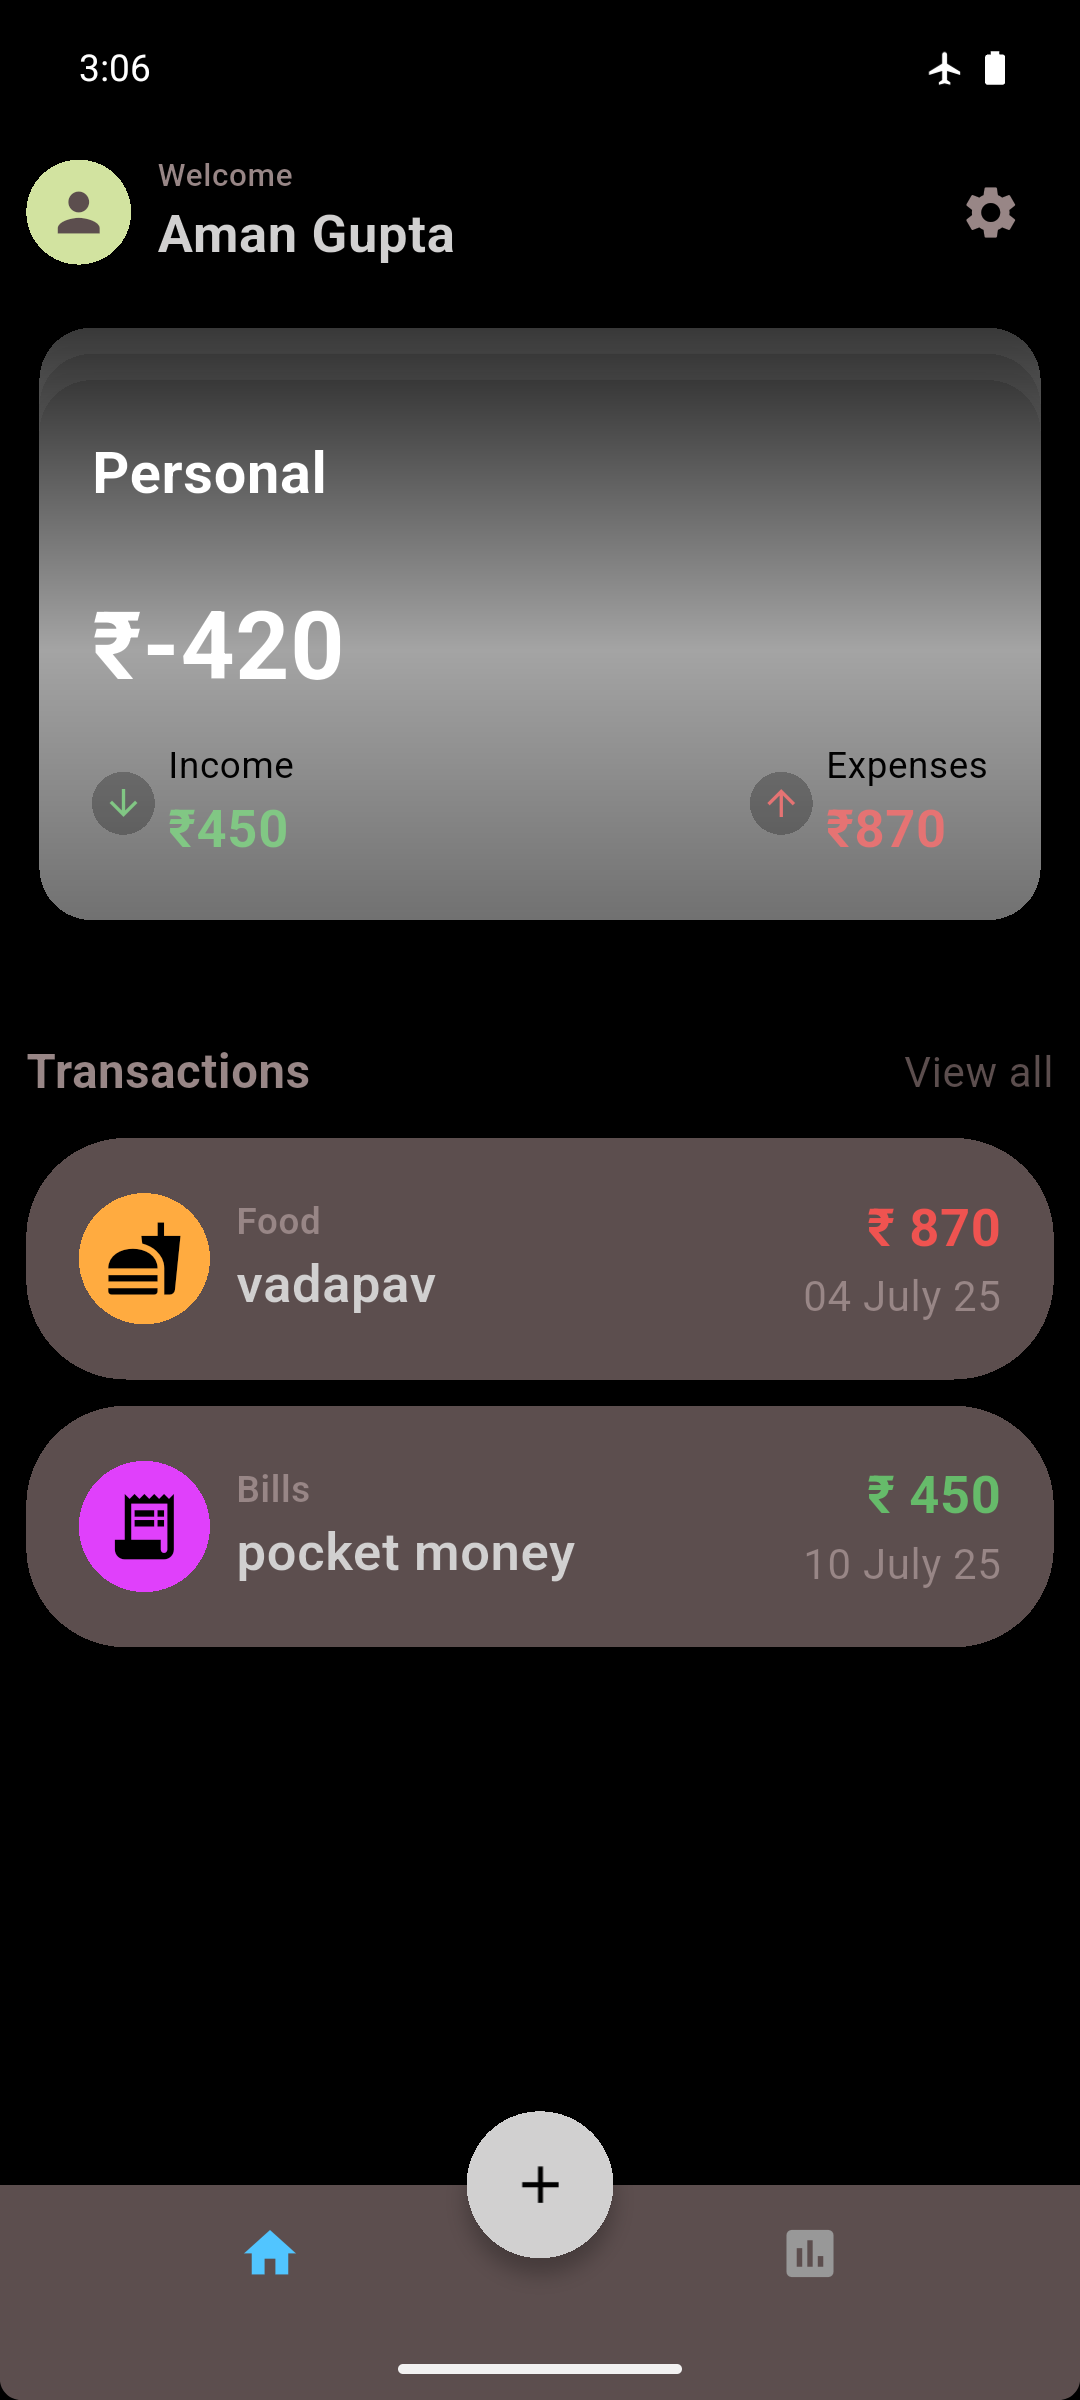 3:06
Welcome
Aman Gupta
Personal
₹-420
Income
₹450
Expenses
₹870
Transactions
View all
Food
vadapav
₹ 870
04 July 25
Bills
pocket money
₹ 450
10 July 25